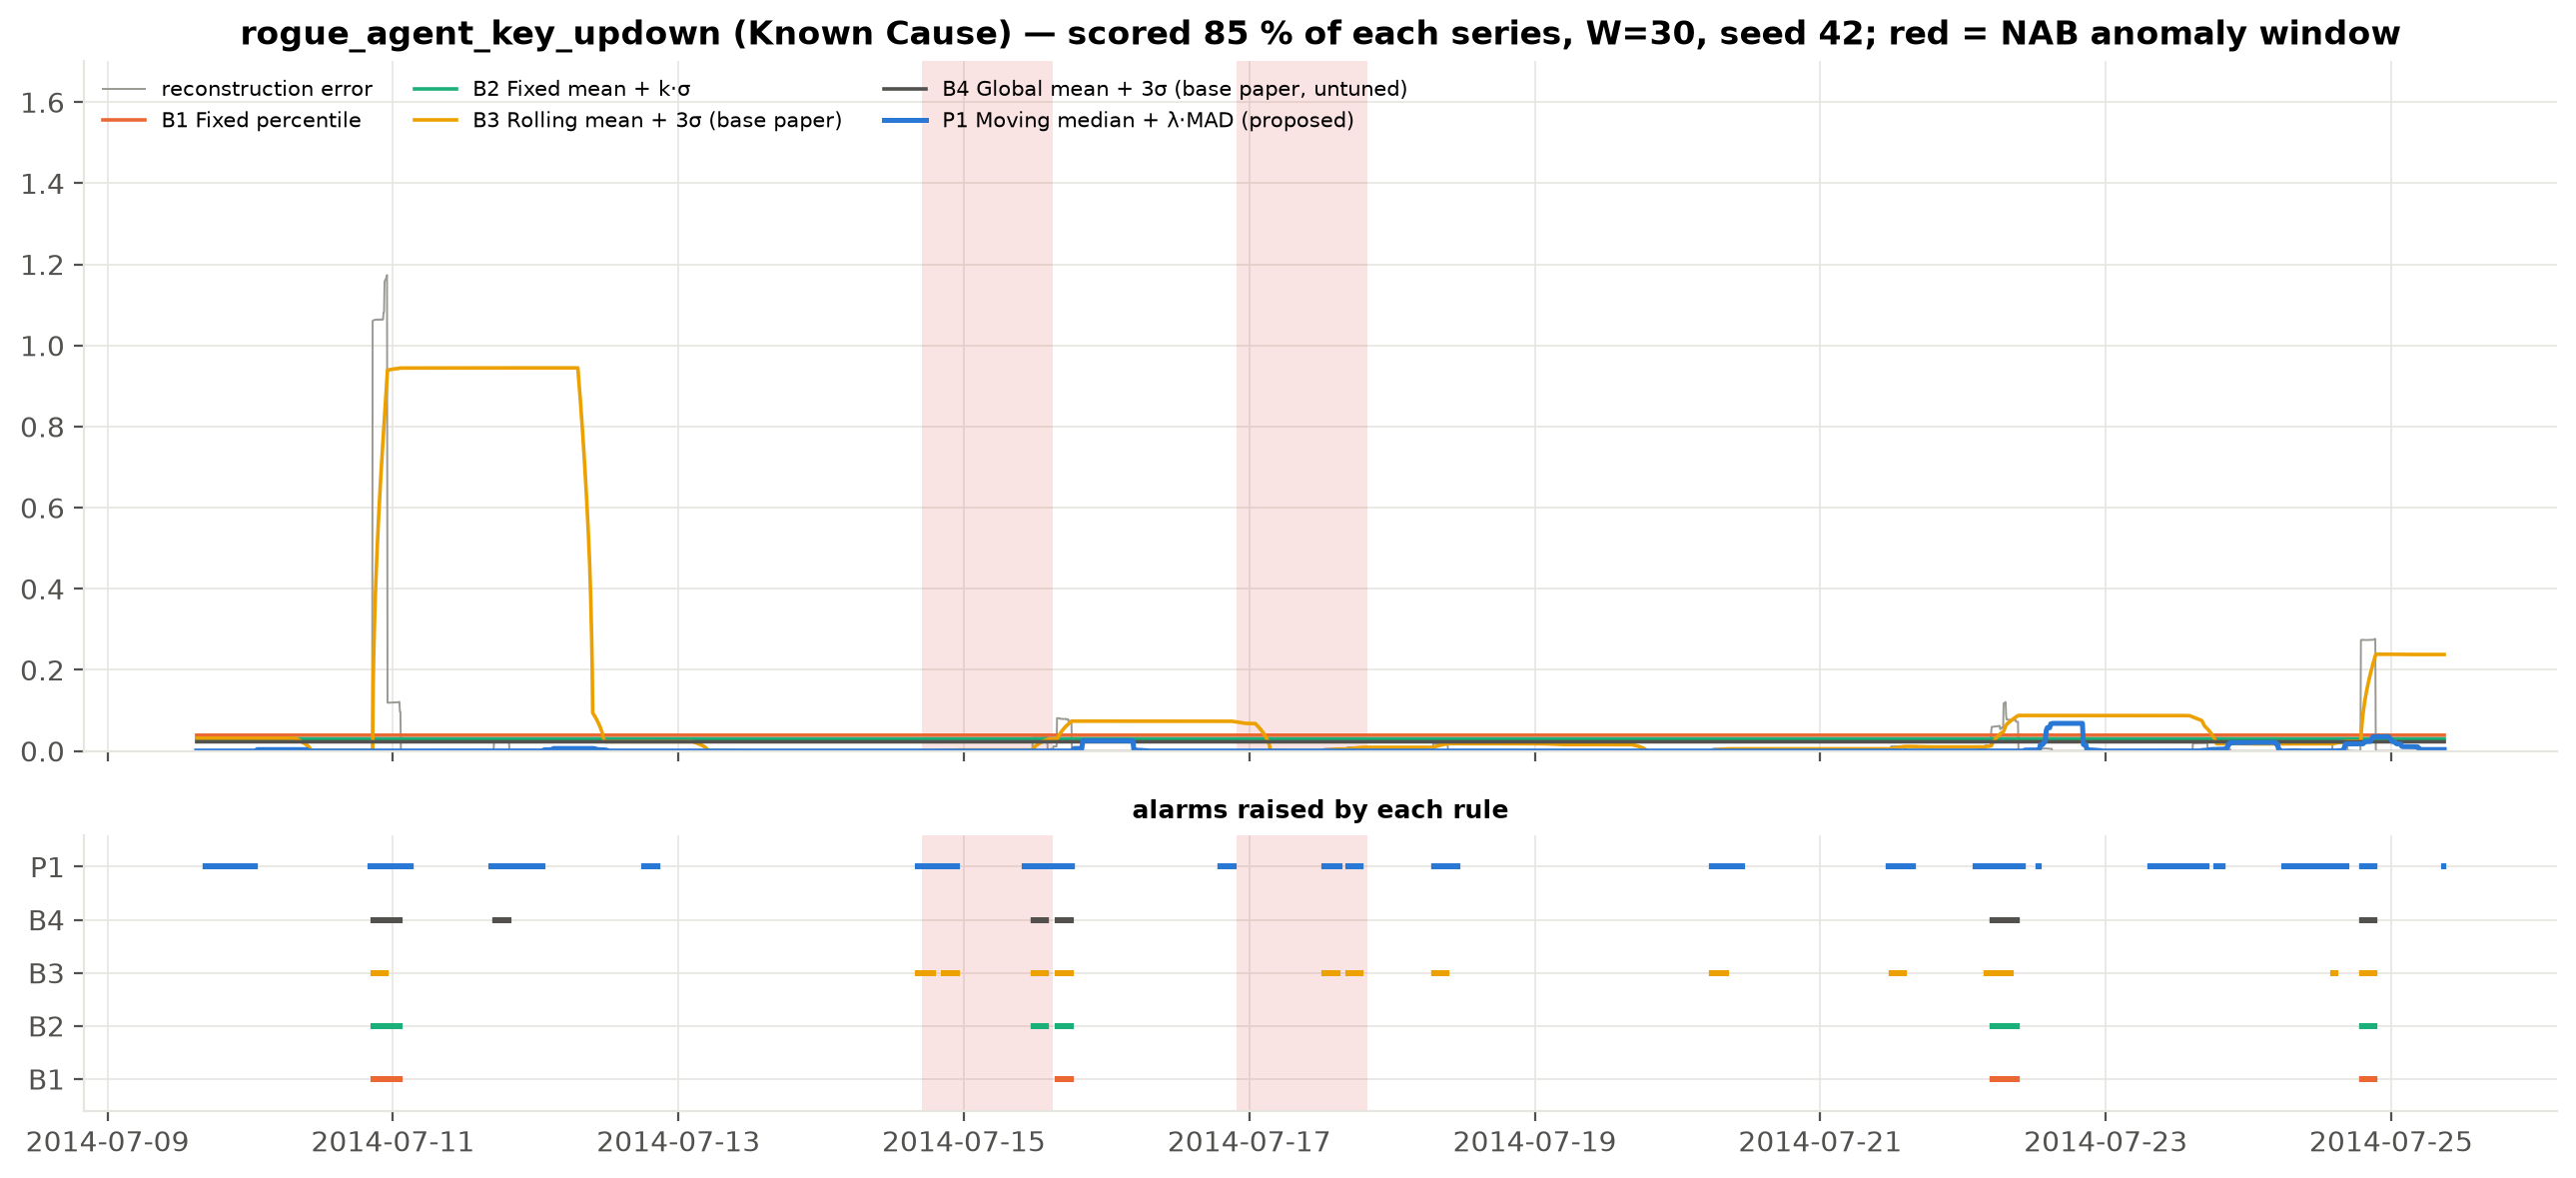 rogue_agent_key_updown (Known Cause) — scored 85 % of each series, W=30, seed 42; red = NAB anomaly window
reconstruction error
B1 Fixed percentile
B2 Fixed mean + k·σ
B3 Rolling mean + 3σ (base paper)
B4 Global mean + 3σ (base paper, untuned)
P1 Moving median + λ·MAD (proposed)
1.6
1.4
1.2
1.0
0.8
0.6
0.4
0.2
0.0
alarms raised by each rule
P1
B4
B3
B2
B1
2014-07-09 2014-07-11 2014-07-13 2014-07-15 2014-07-17 2014-07-19 2014-07-21 2014-07-23 2014-07-25